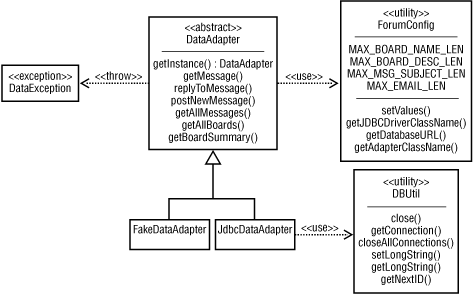 <<abstract>>
DataAdapter
getInstance() : DataAdapter
getMessage()
replyToMessage()
postNewMessage()
getAllMessages()
getAllBoards()
getBoardSummary()
<<exception>>
DataException
<<throw>>
<<use>>
<<utility>>
ForumConfig
MAX_BOARD_NAME_LEN
MAX_BOARD_DESC_LEN
MAX_MSG_SUBJECT_LEN
MAX_EMAIL_LEN
setValues()
getJDBCDriverClassName()
getDatabaseURL()
getAdapterClassName()
FakeDataAdapter
JdbcDataAdapter
<<use>>
<<utility>>
DBUtil
close()
getConnection()
closeAllConnections()
setLongString()
getLongString()
getNextID()